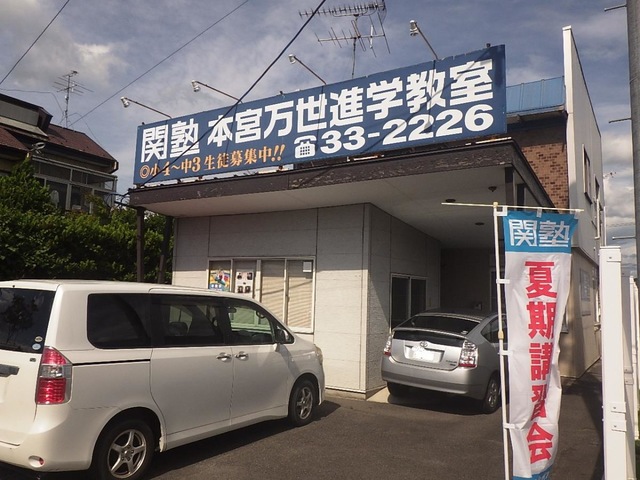 関塾 本宮万世進学教室
◎小4〜中3生徒募集中!! ☎33-2226
関塾
夏期講習会